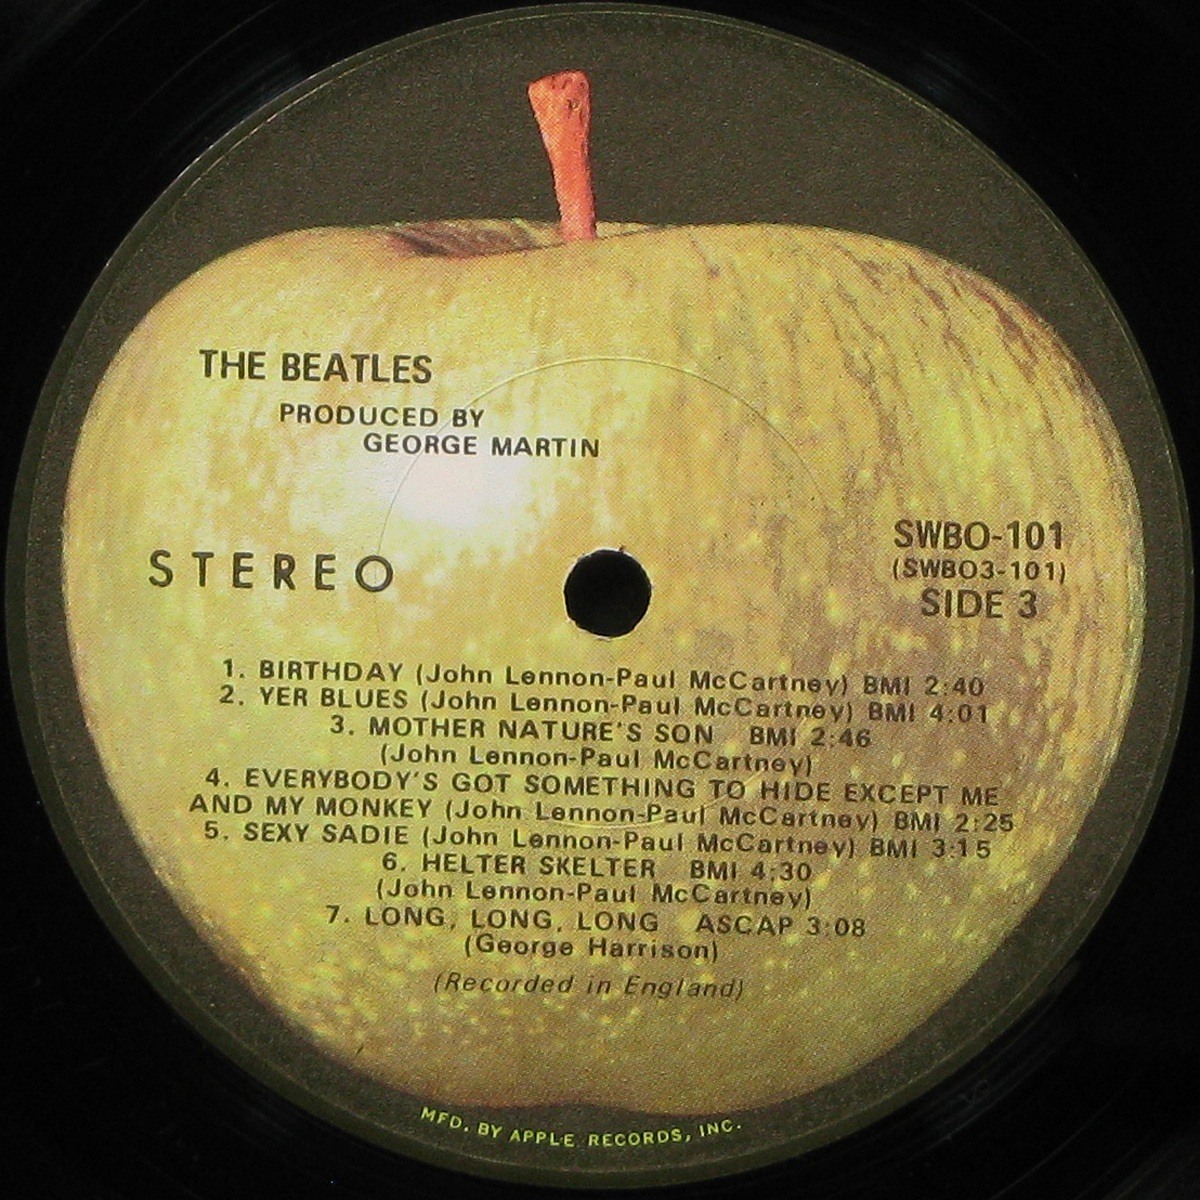 THE BEATLES
PRODUCED BY
GEORGE MARTIN
STEREO
SWBO-101
(SWBO3-101)
SIDE 3
1. BIRTHDAY (John Lennon-Paul McCartney) BMI 2:40
2. YER BLUES (John Lennon-Paul McCartney) BMI 4:01
3. MOTHER NATURE'S SON BMI 2:46
(John Lennon-Paul McCartney)
4. EVERYBODY'S GOT SOMETHING TO HIDE EXCEPT ME
AND MY MONKEY (John Lennon-Paul McCartney) BMI 2:25
5. SEXY SADIE (John Lennon-Paul McCartney) BMI 3:15
6. HELTER SKELTER BMI 4:30
(John Lennon-Paul McCartney)
7. LONG, LONG, LONG ASCAP 3:08
(George Harrison)
(Recorded in England)
MFD. BY APPLE RECORDS, INC.